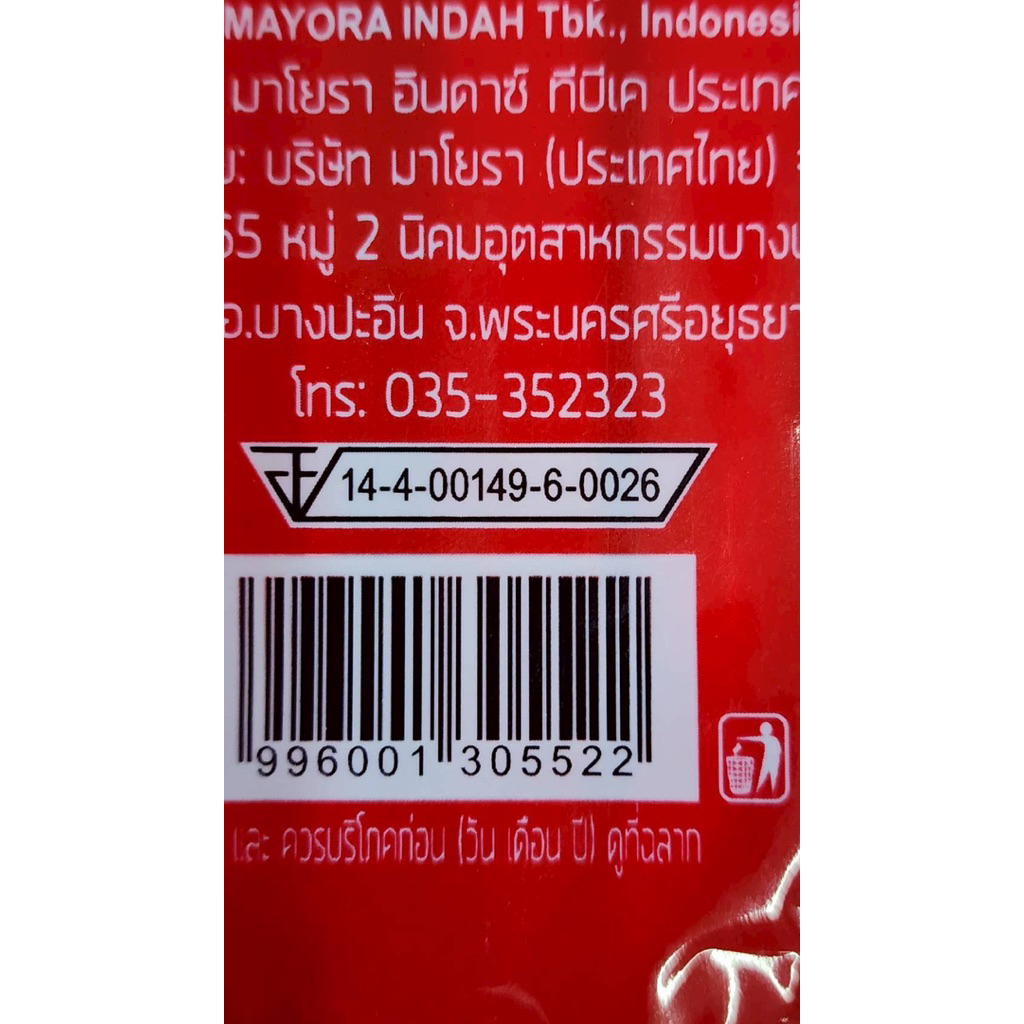 MAYORA INDAH Tbk., Indonesi
มาโยรา อินดาซ์ ทีบีเค ประเทศ
บริษัท มาโยรา (ประเทศไทย)
65 หมู่ 2 นิคมอุตสาหกรรมบางป
อ.บางปะอิน จ.พระนครศรีอยุธยา
โทร: 035-352323
14-4-00149-6-0026
996001 305522
และ ควรบริโภคก่อน (วัน เดือน ปี) ดูที่ฉลาก